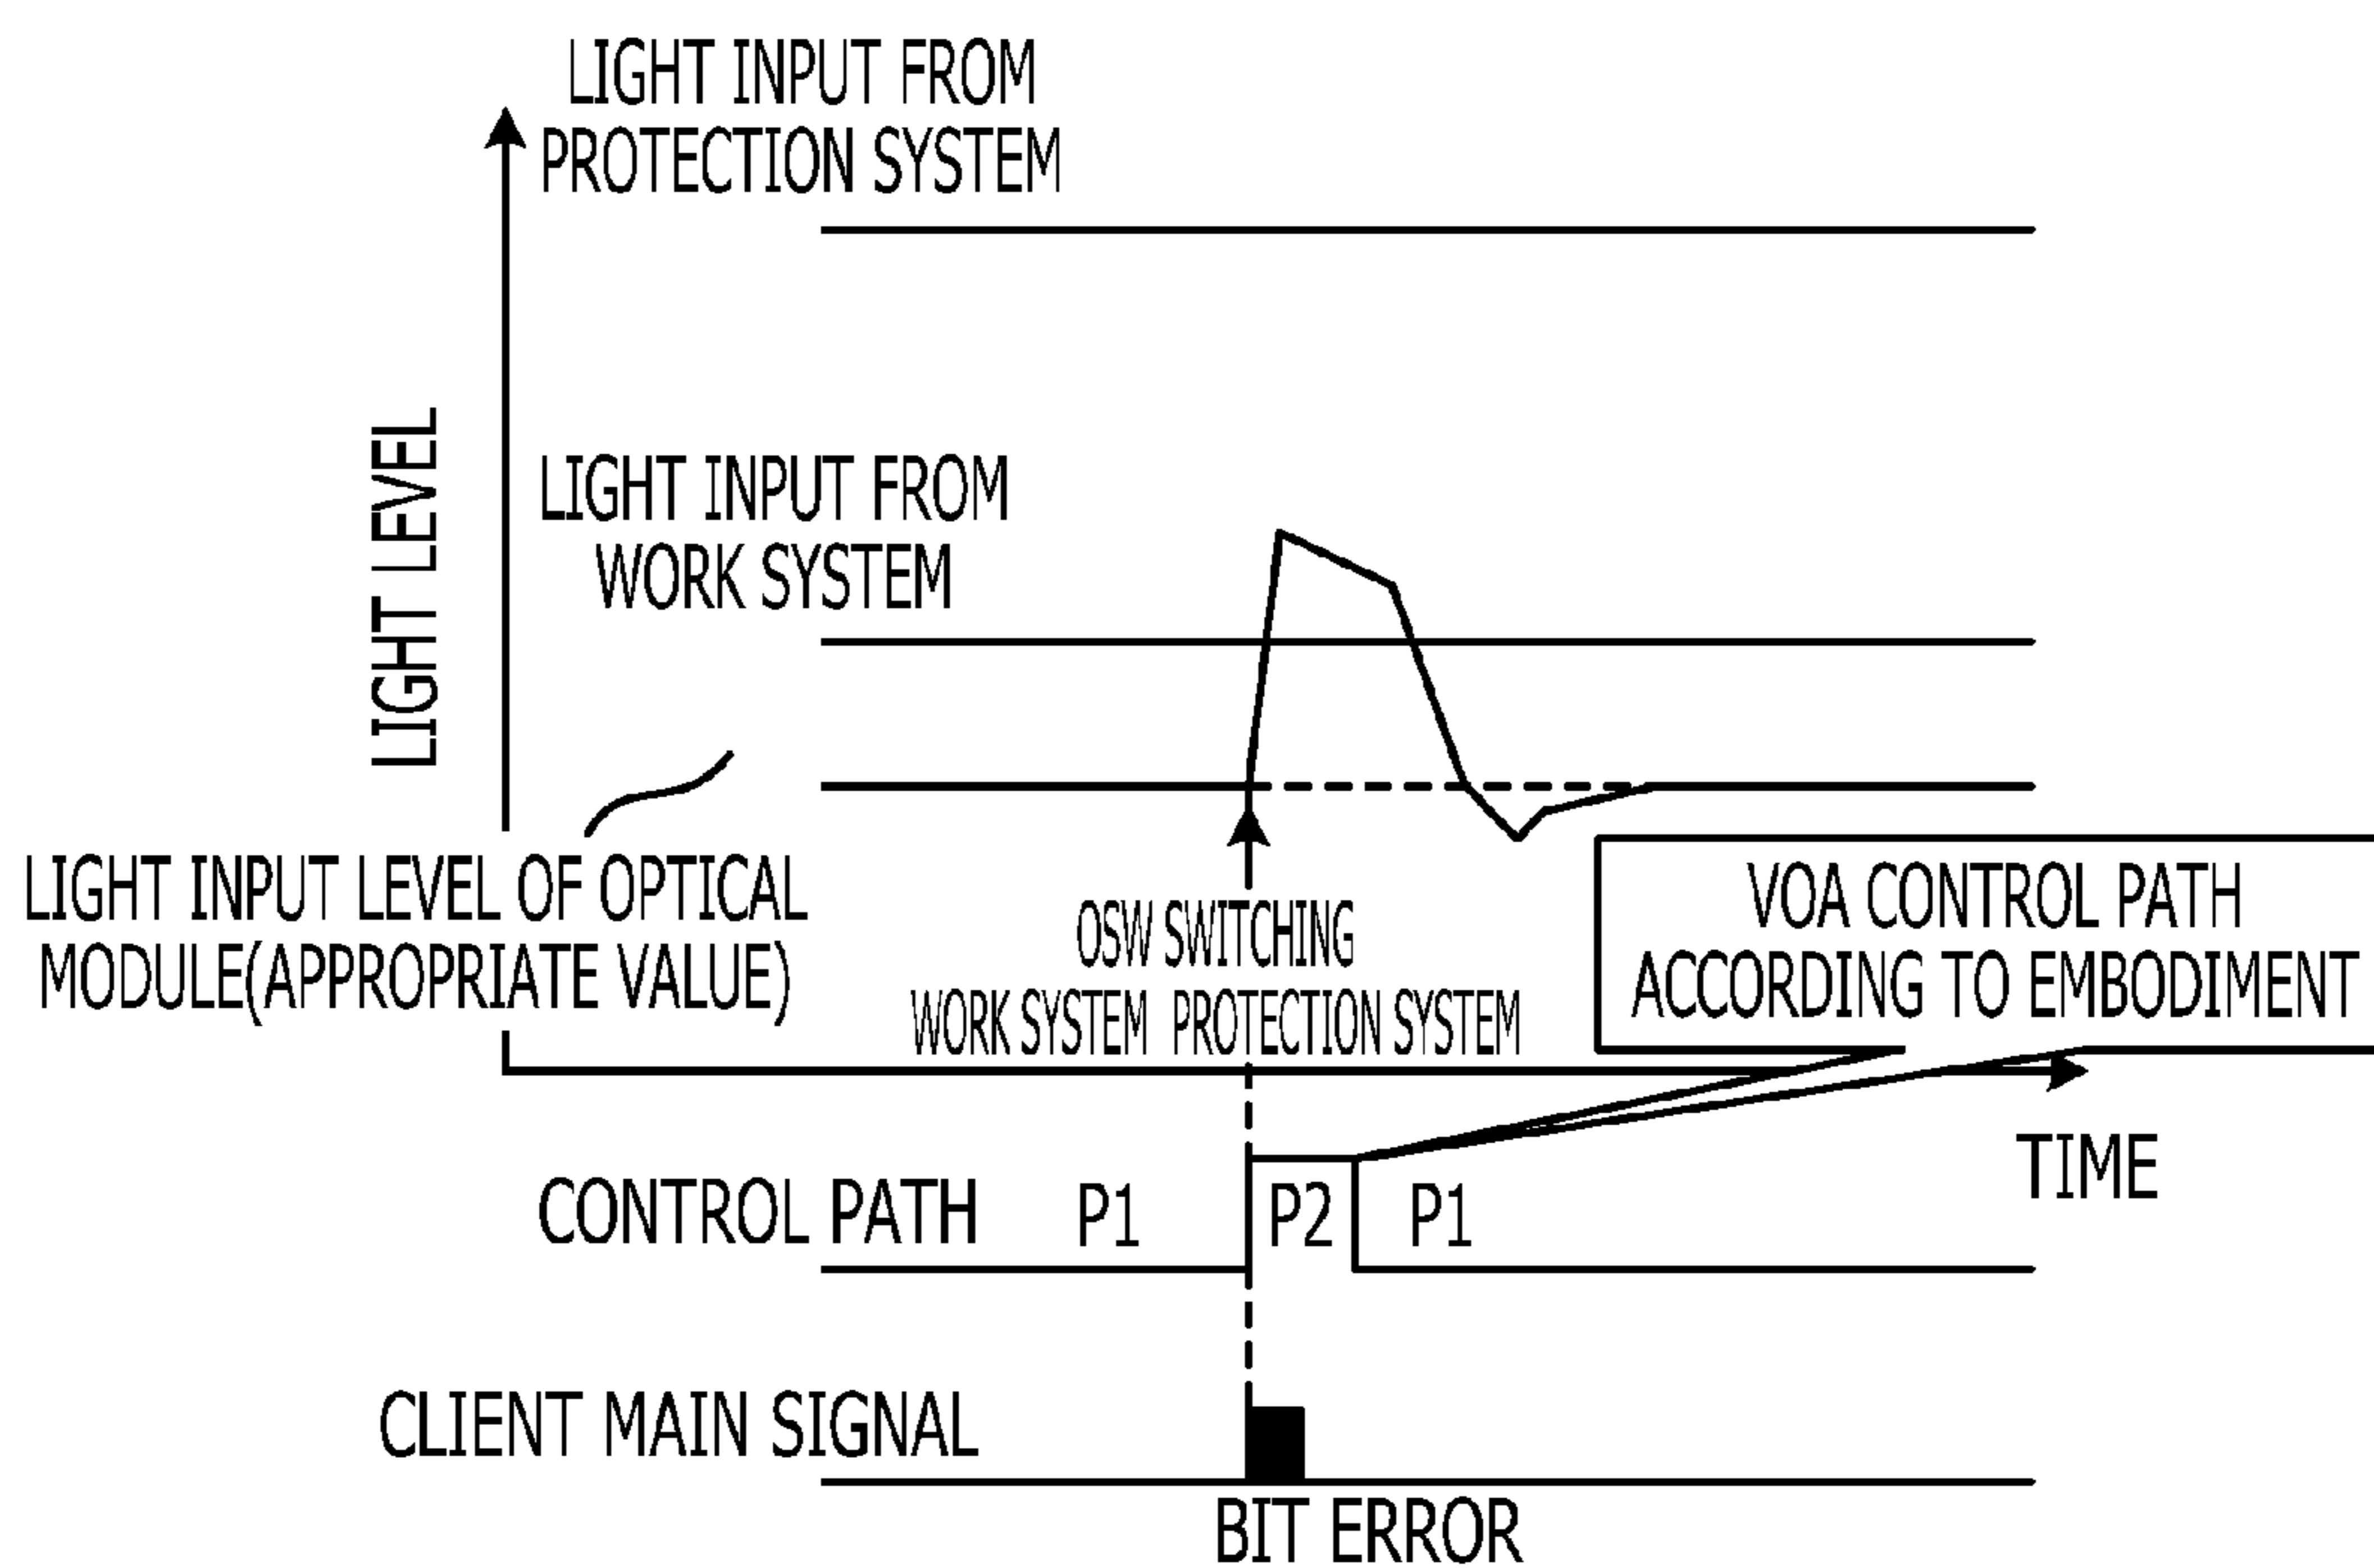 LIGHT INPUT FROM
PROTECTION SYSTEM
LIGHT LEVEL
LIGHT INPUT FROM
WORK SYSTEM
LIGHT INPUT LEVEL OF OPTICAL
MODULE(APPROPRIATE VALUE)
OSW SWITCHING
WORK SYSTEM PROTECTION SYSTEM
VOA CONTROL PATH
ACCORDING TO EMBODIMENT
TIME
CONTROL PATH P1 P2 P1
CLIENT MAIN SIGNAL
BIT ERROR